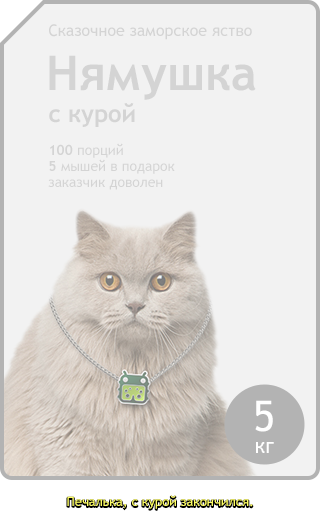 Сказочное заморское яство
Нямушка
с курой
100 порций
5 мышей в подарок
заказчик доволен
5
кг
Печалька, с курой закончился.